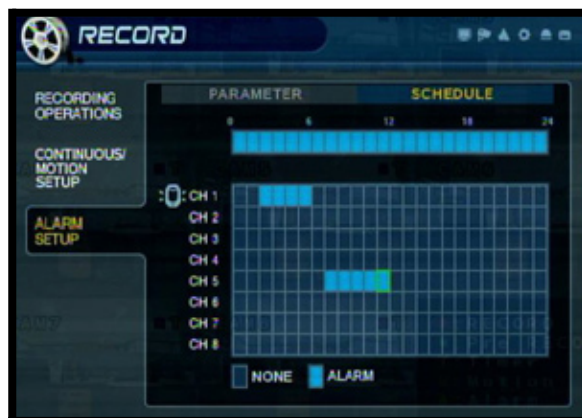 RECORD
PARAMETER
SCHEDULE
RECORDING
OPERATIONS
CONTINUOUS/
MOTION
SETUP
ALARM
SETUP
0 6 12 18 24
CH 1
CH 2
CH 3
CH 4
CH 5
CH 6
CH 7
CH 8
NONE
ALARM